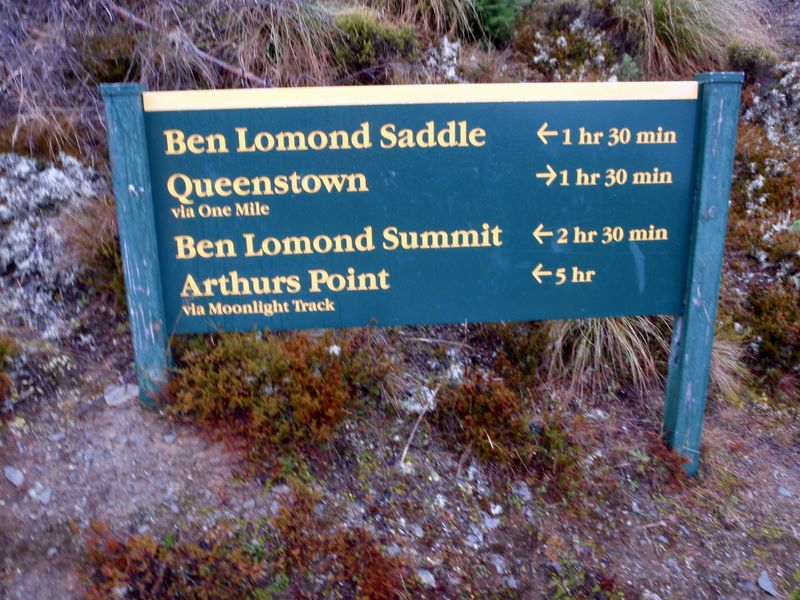 Ben Lomond Saddle ← 1 hr 30 min
Queenstown → 1 hr 30 min
via One Mile
Ben Lomond Summit ← 2 hr 30 min
Arthurs Point ← 5 hr
via Moonlight Track